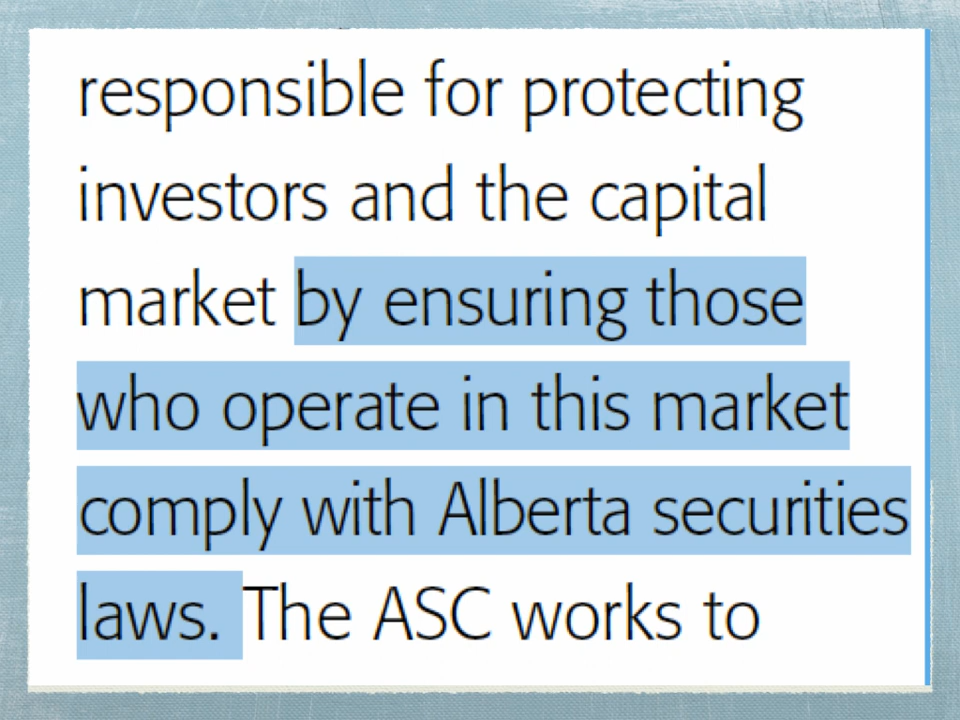 responsible for protecting
investors and the capital
market by ensuring those
who operate in this market
comply with Alberta securities
laws. The ASC works to